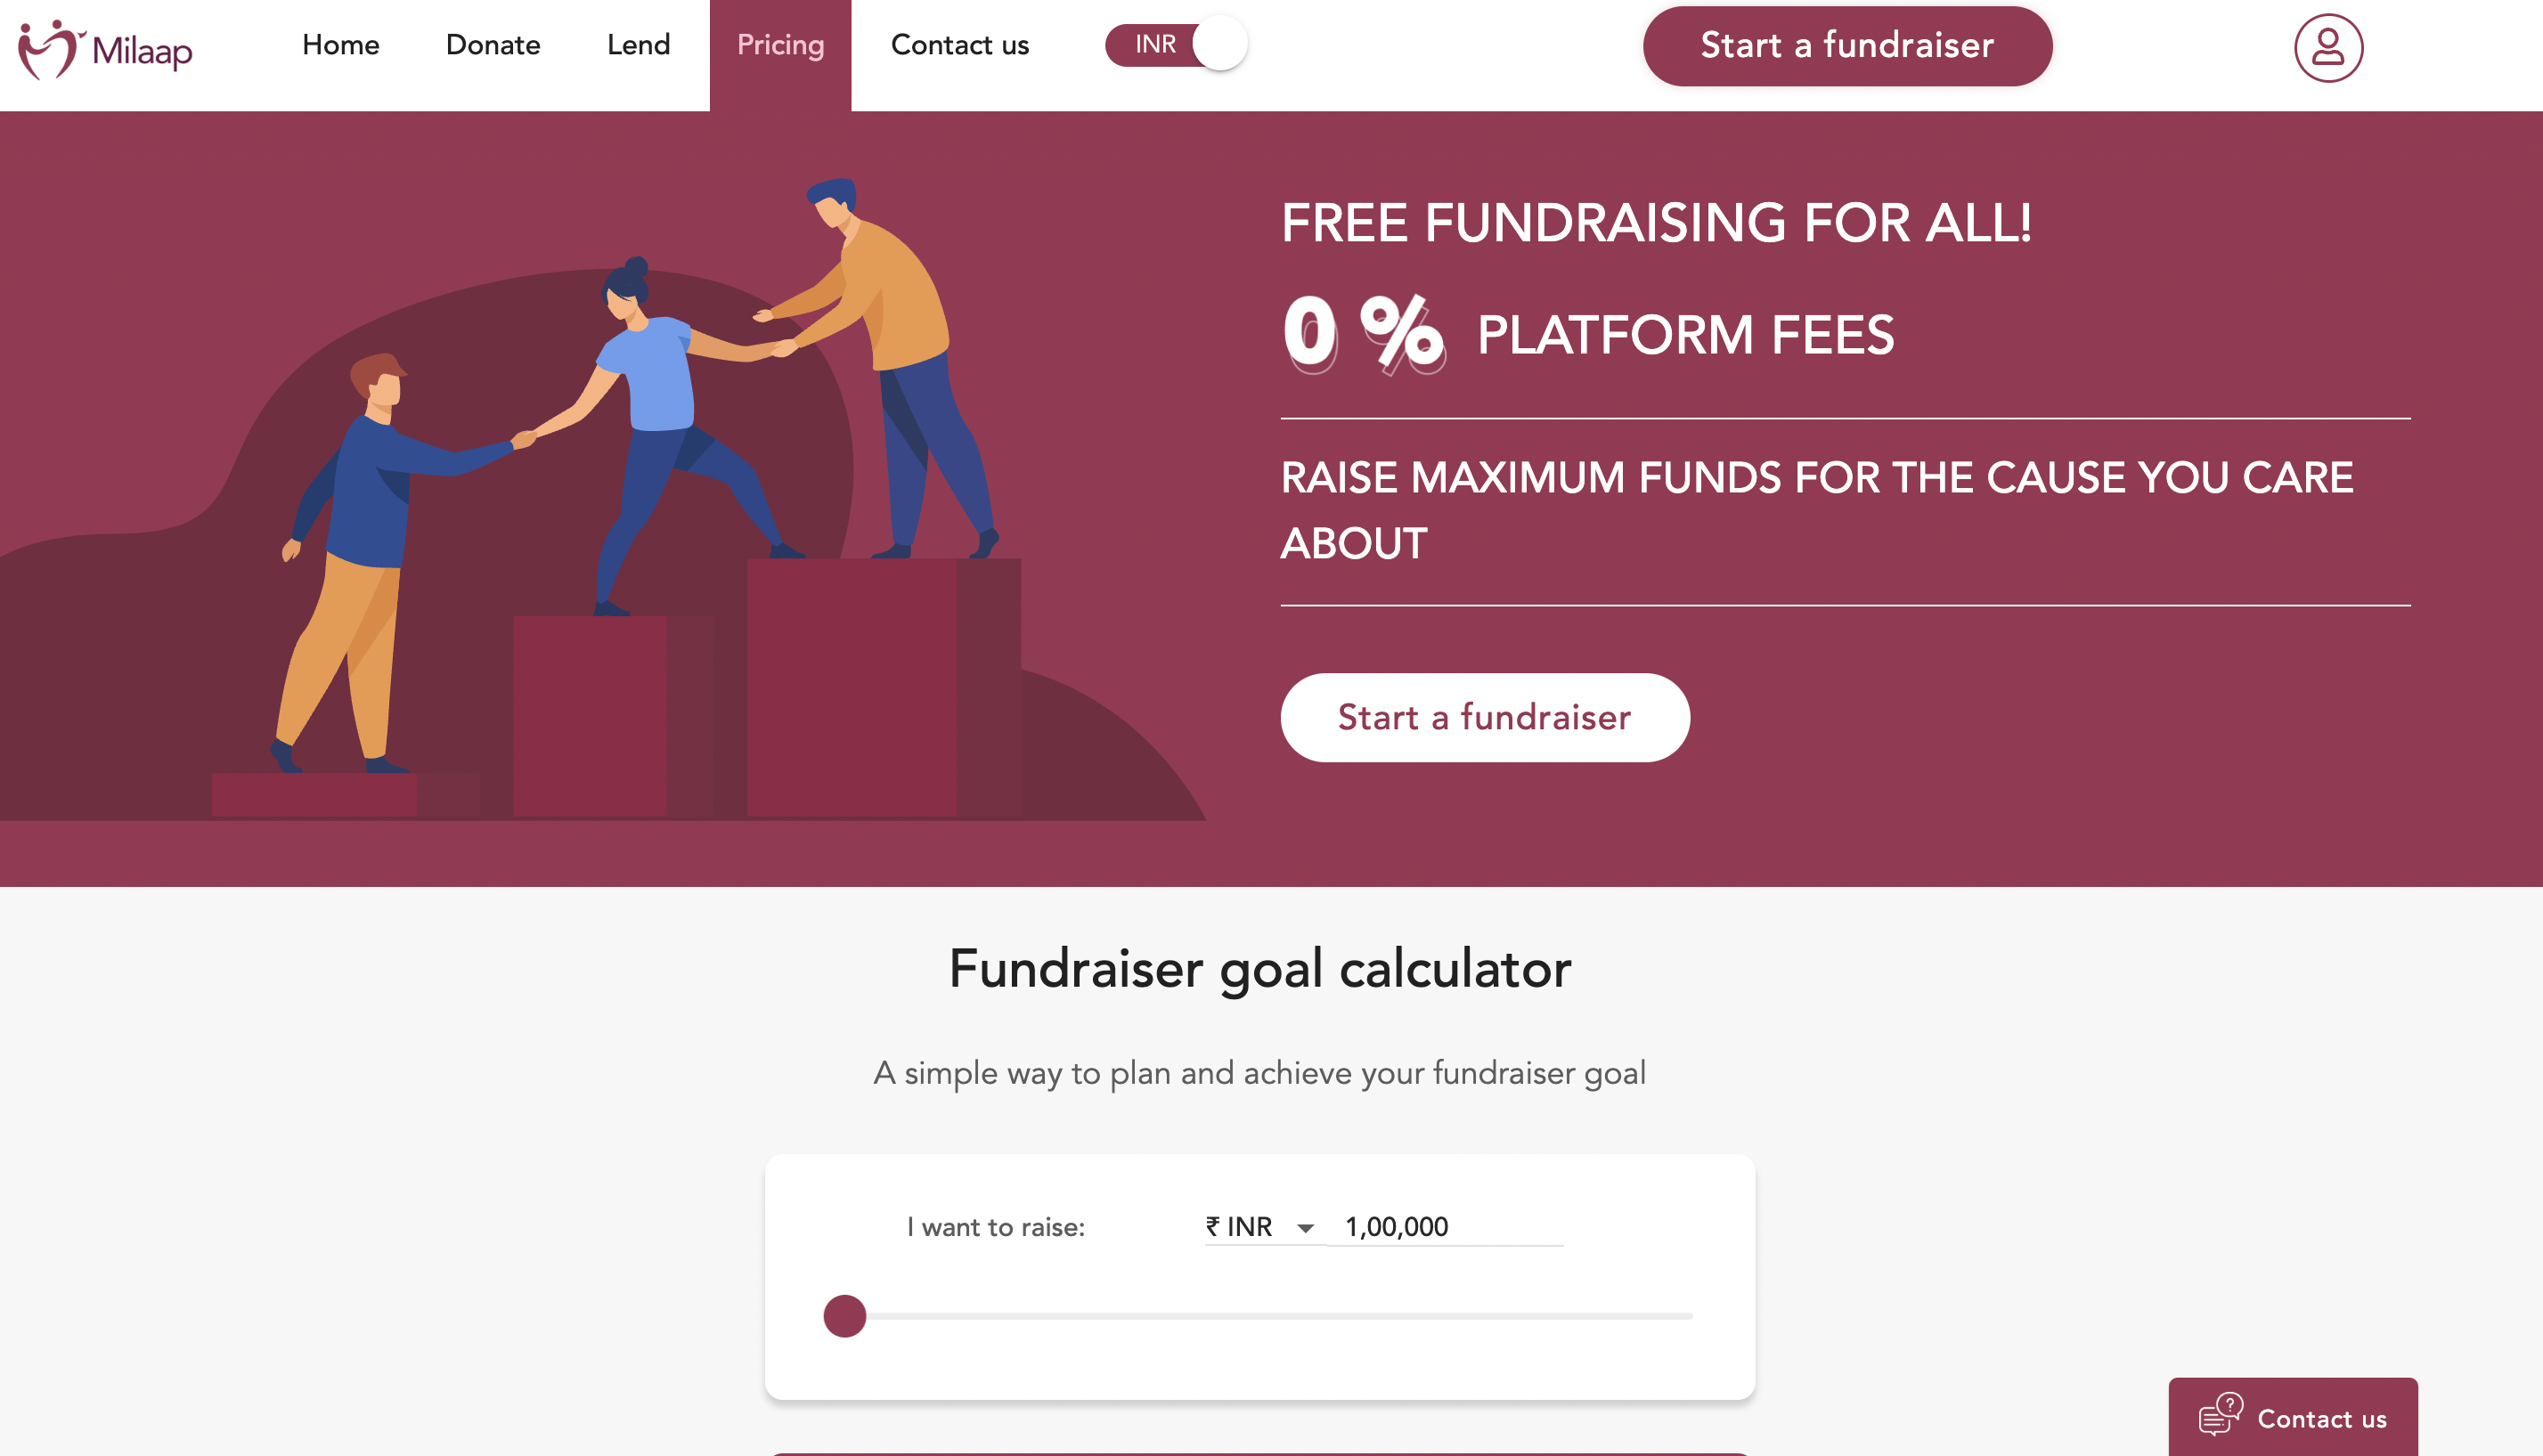 Milaap
Home
Donate
Lend
Pricing
Contact us
INR
Start a fundraiser
FREE FUNDRAISING FOR ALL!
0 % PLATFORM FEES
RAISE MAXIMUM FUNDS FOR THE CAUSE YOU CARE
ABOUT
Start a fundraiser
Fundraiser goal calculator
A simple way to plan and achieve your fundraiser goal
I want to raise: ₹ INR 1,00,000
? Contact us